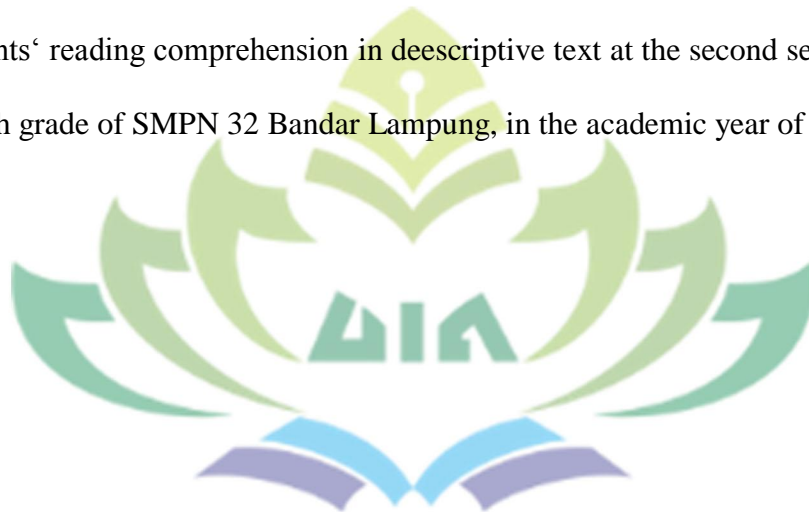 nts‘ reading comprehension in deescriptive text at the second se
grade of SMPN 32 Bandar Lampung, in the academic year of
UIN